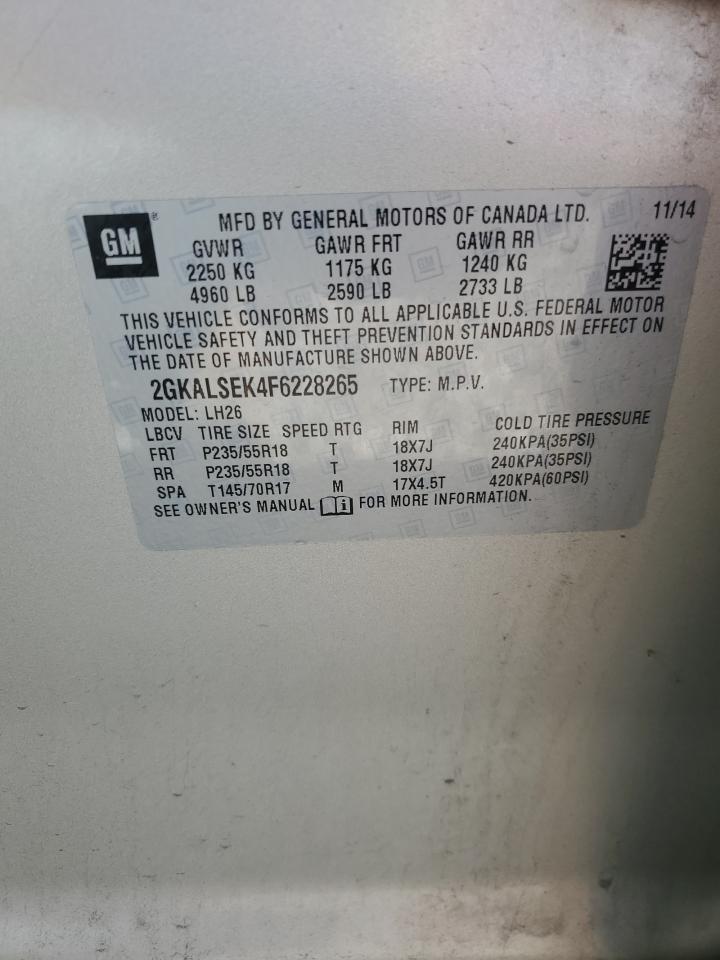 GM ® MFD BY GENERAL MOTORS OF CANADA LTD. 11/14
GVWR GAWR FRT GAWR RR
2250 KG 1175 KG 1240 KG
4960 LB 2590 LB 2733 LB
THIS VEHICLE CONFORMS TO ALL APPLICABLE U.S. FEDERAL MOTOR
VEHICLE SAFETY AND THEFT PREVENTION STANDARDS IN EFFECT ON
THE DATE OF MANUFACTURE SHOWN ABOVE.
2GKALSEK4F6228265 TYPE: M.P.V.
MODEL: LH26
LBCV TIRE SIZE SPEED RTG RIM COLD TIRE PRESSURE
FRT P235/55R18 T 18X7J 240KPA(35PSI)
RR P235/55R18 T 18X7J 240KPA(35PSI)
SPA T145/70R17 M 17X4.5T 420KPA(60PSI)
SEE OWNER'S MANUAL i FOR MORE INFORMATION.